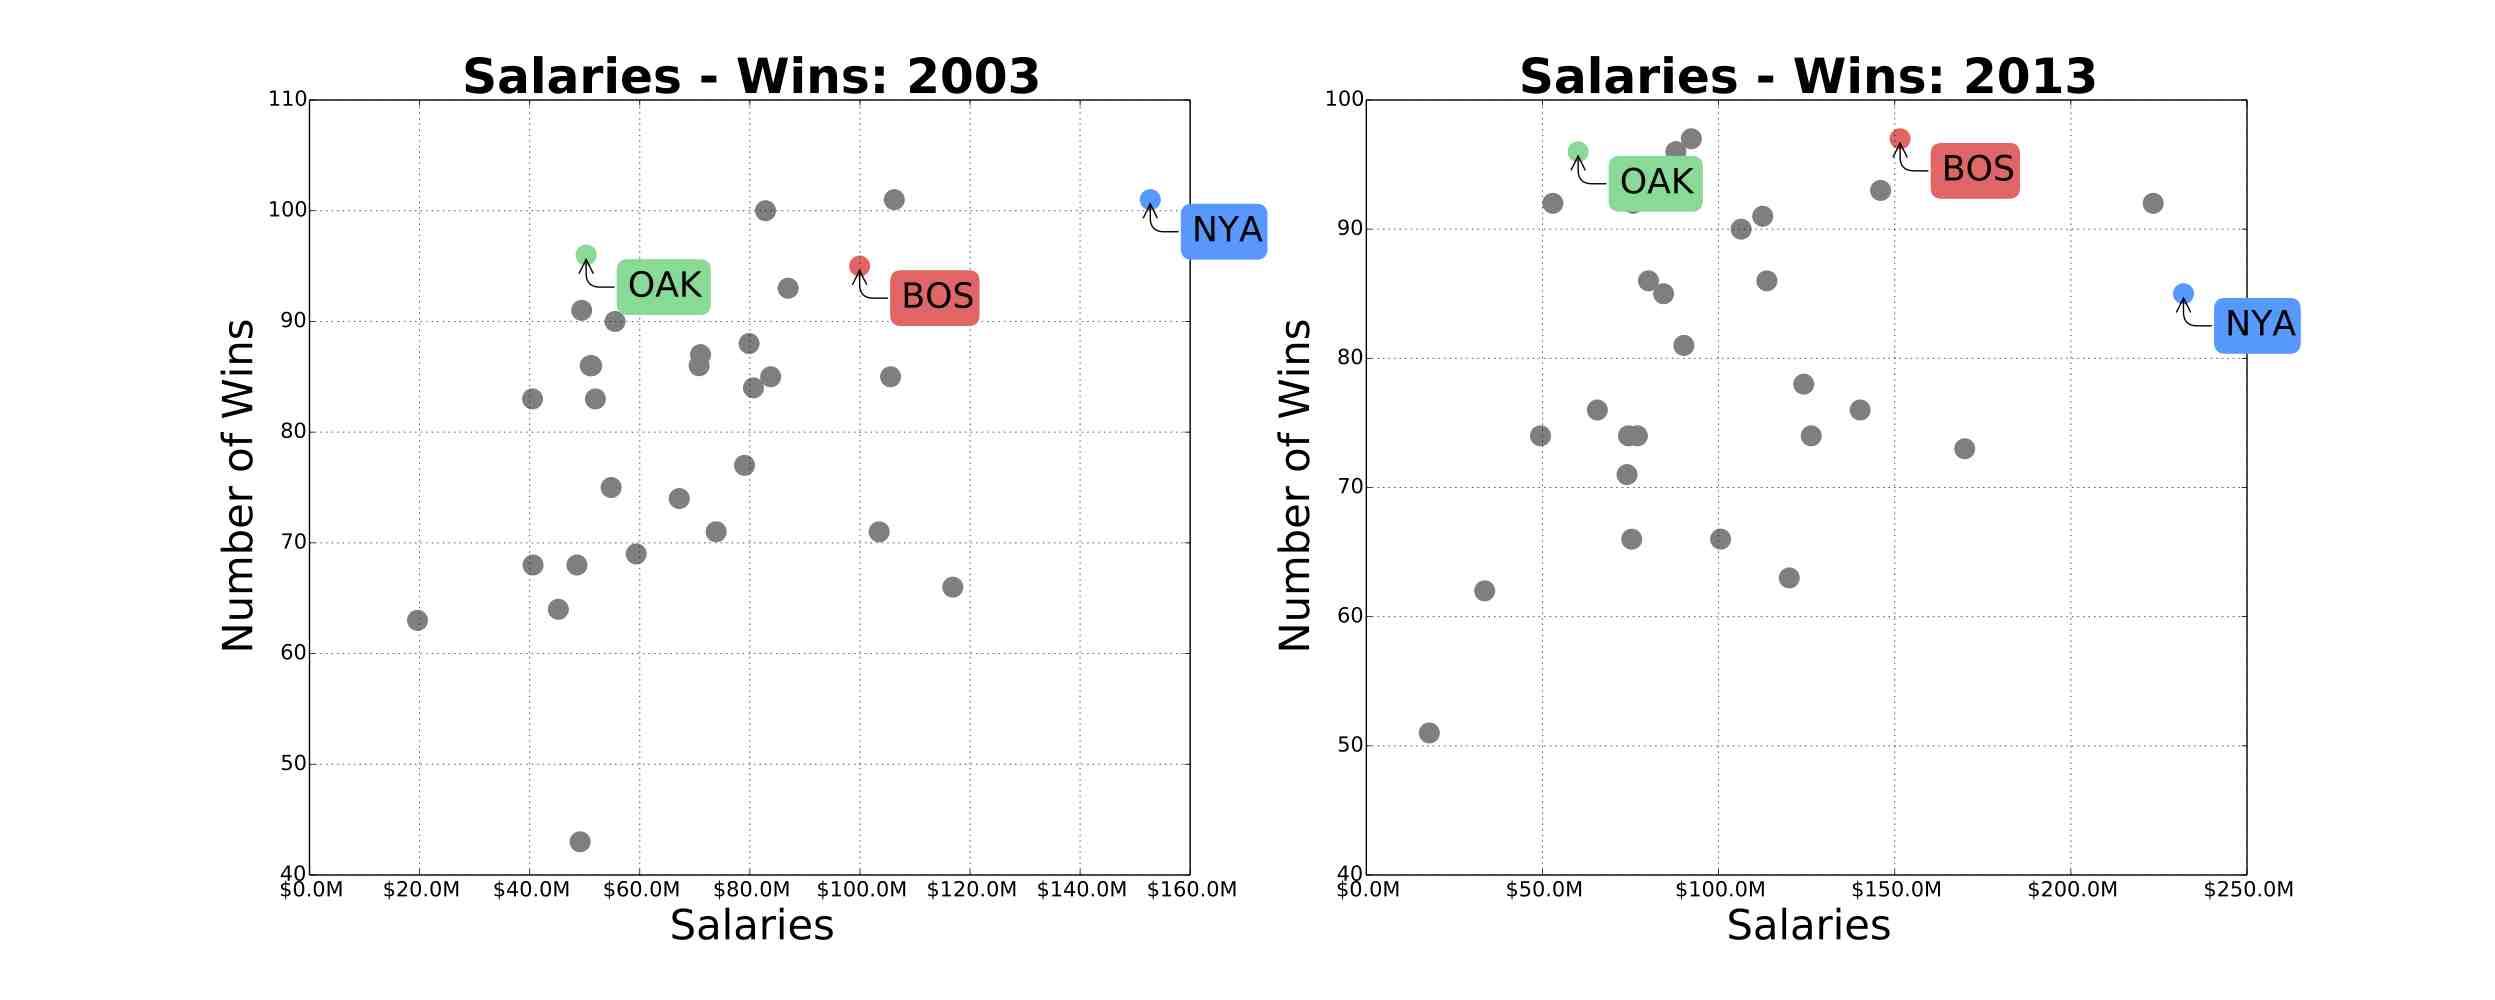 Salaries - Wins: 2003
110
100
90
80
70
60
50
40
Number of Wins
OAK
BOS
NYA
$0.0M $20.0M $40.0M $60.0M $80.0M $100.0M $120.0M $140.0M $160.0M
Salaries
Salaries - Wins: 2013
100
90
80
70
60
50
40
Number of Wins
OAK
BOS
NYA
$0.0M $50.0M $100.0M $150.0M $200.0M $250.0M
Salaries